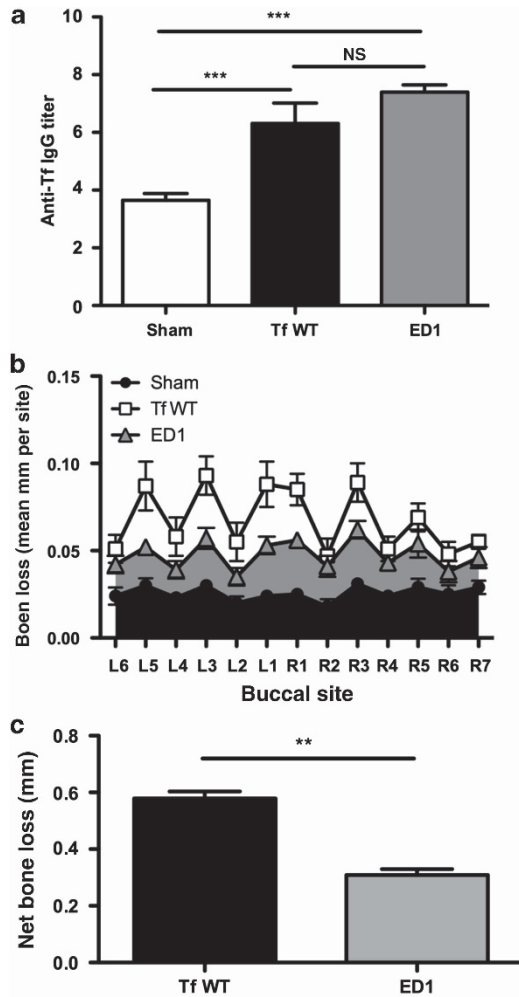 a
***
NS
***
10
8
6
4
2
0
Anti-Tf IgG titer
Sham Tf WT ED1
b
0.15
0.10
0.05
0.00
Boen loss (mean mm per site)
Sham
Tf WT
ED1
L6 L5 L4 L3 L2 L1 R1 R2 R3 R4 R5 R6 R7
Buccal site
c
0.8
0.6
0.4
0.2
0.0
Net bone loss (mm)
**
Tf WT ED1